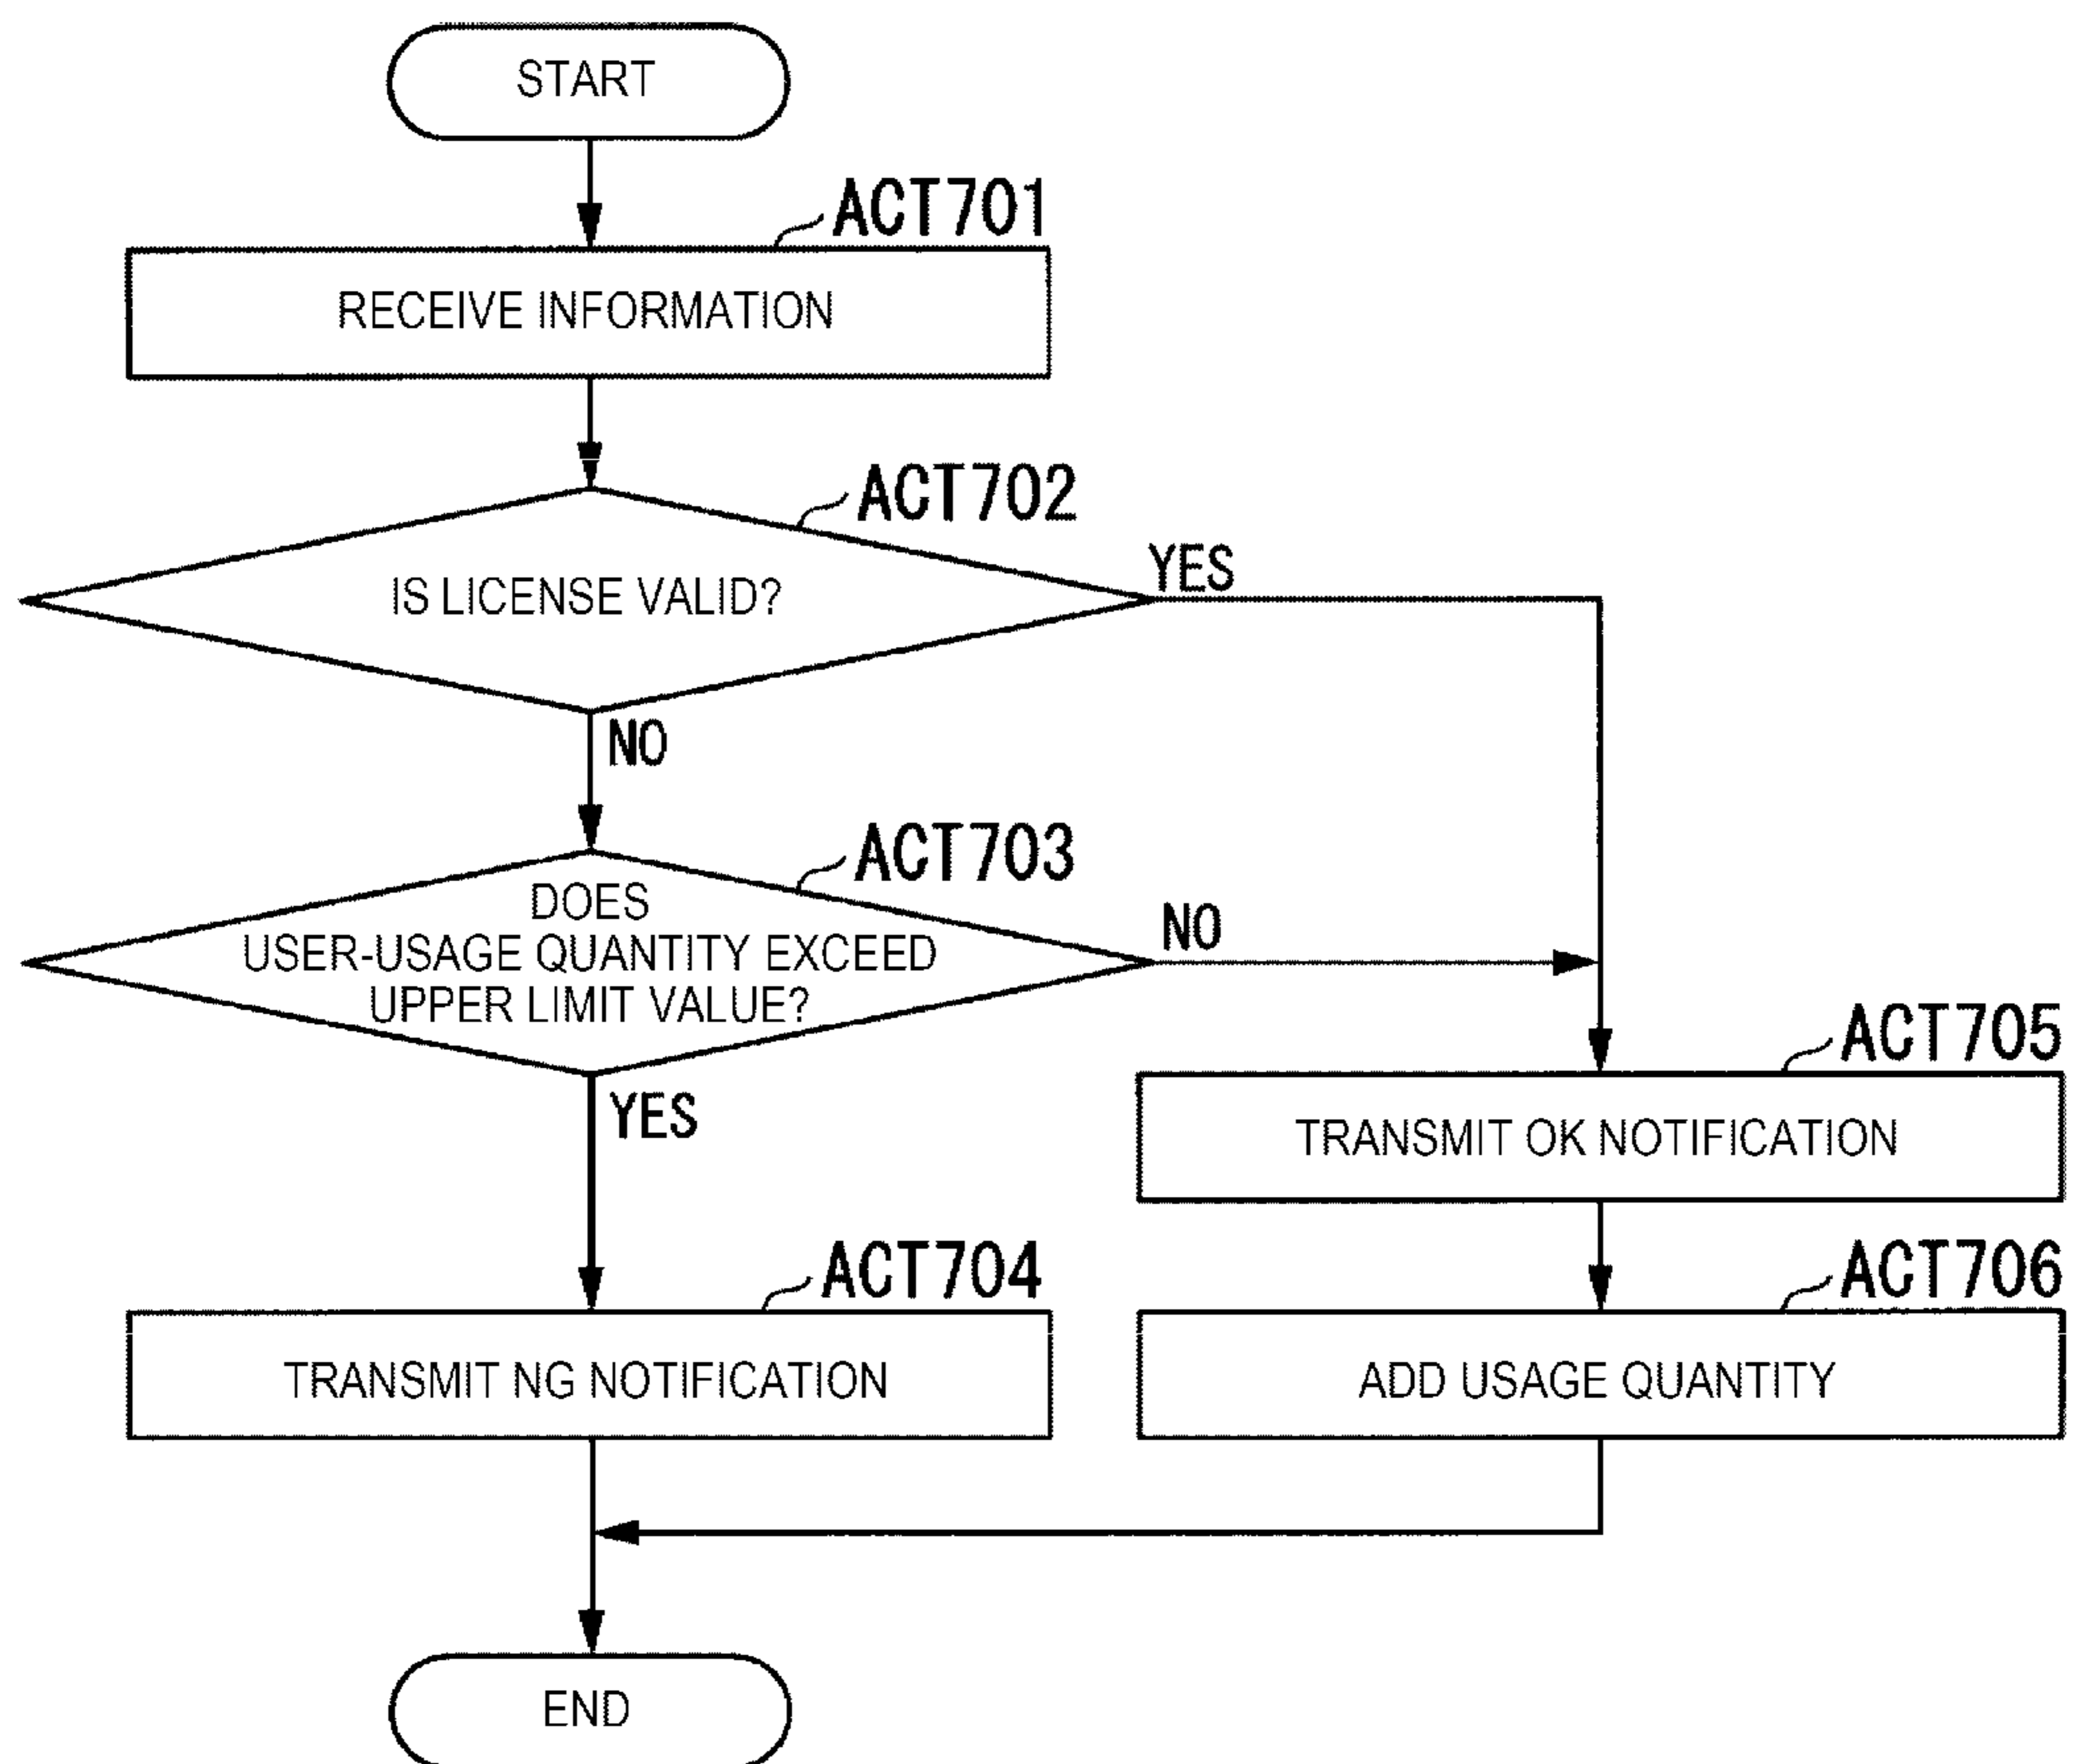 START
ACT701
RECEIVE INFORMATION
ACT702
IS LICENSE VALID?
YES
NO
ACT703
DOES
USER-USAGE QUANTITY EXCEED
UPPER LIMIT VALUE?
NO
YES
ACT705
TRANSMIT OK NOTIFICATION
ACT704
TRANSMIT NG NOTIFICATION
ACT706
ADD USAGE QUANTITY
END